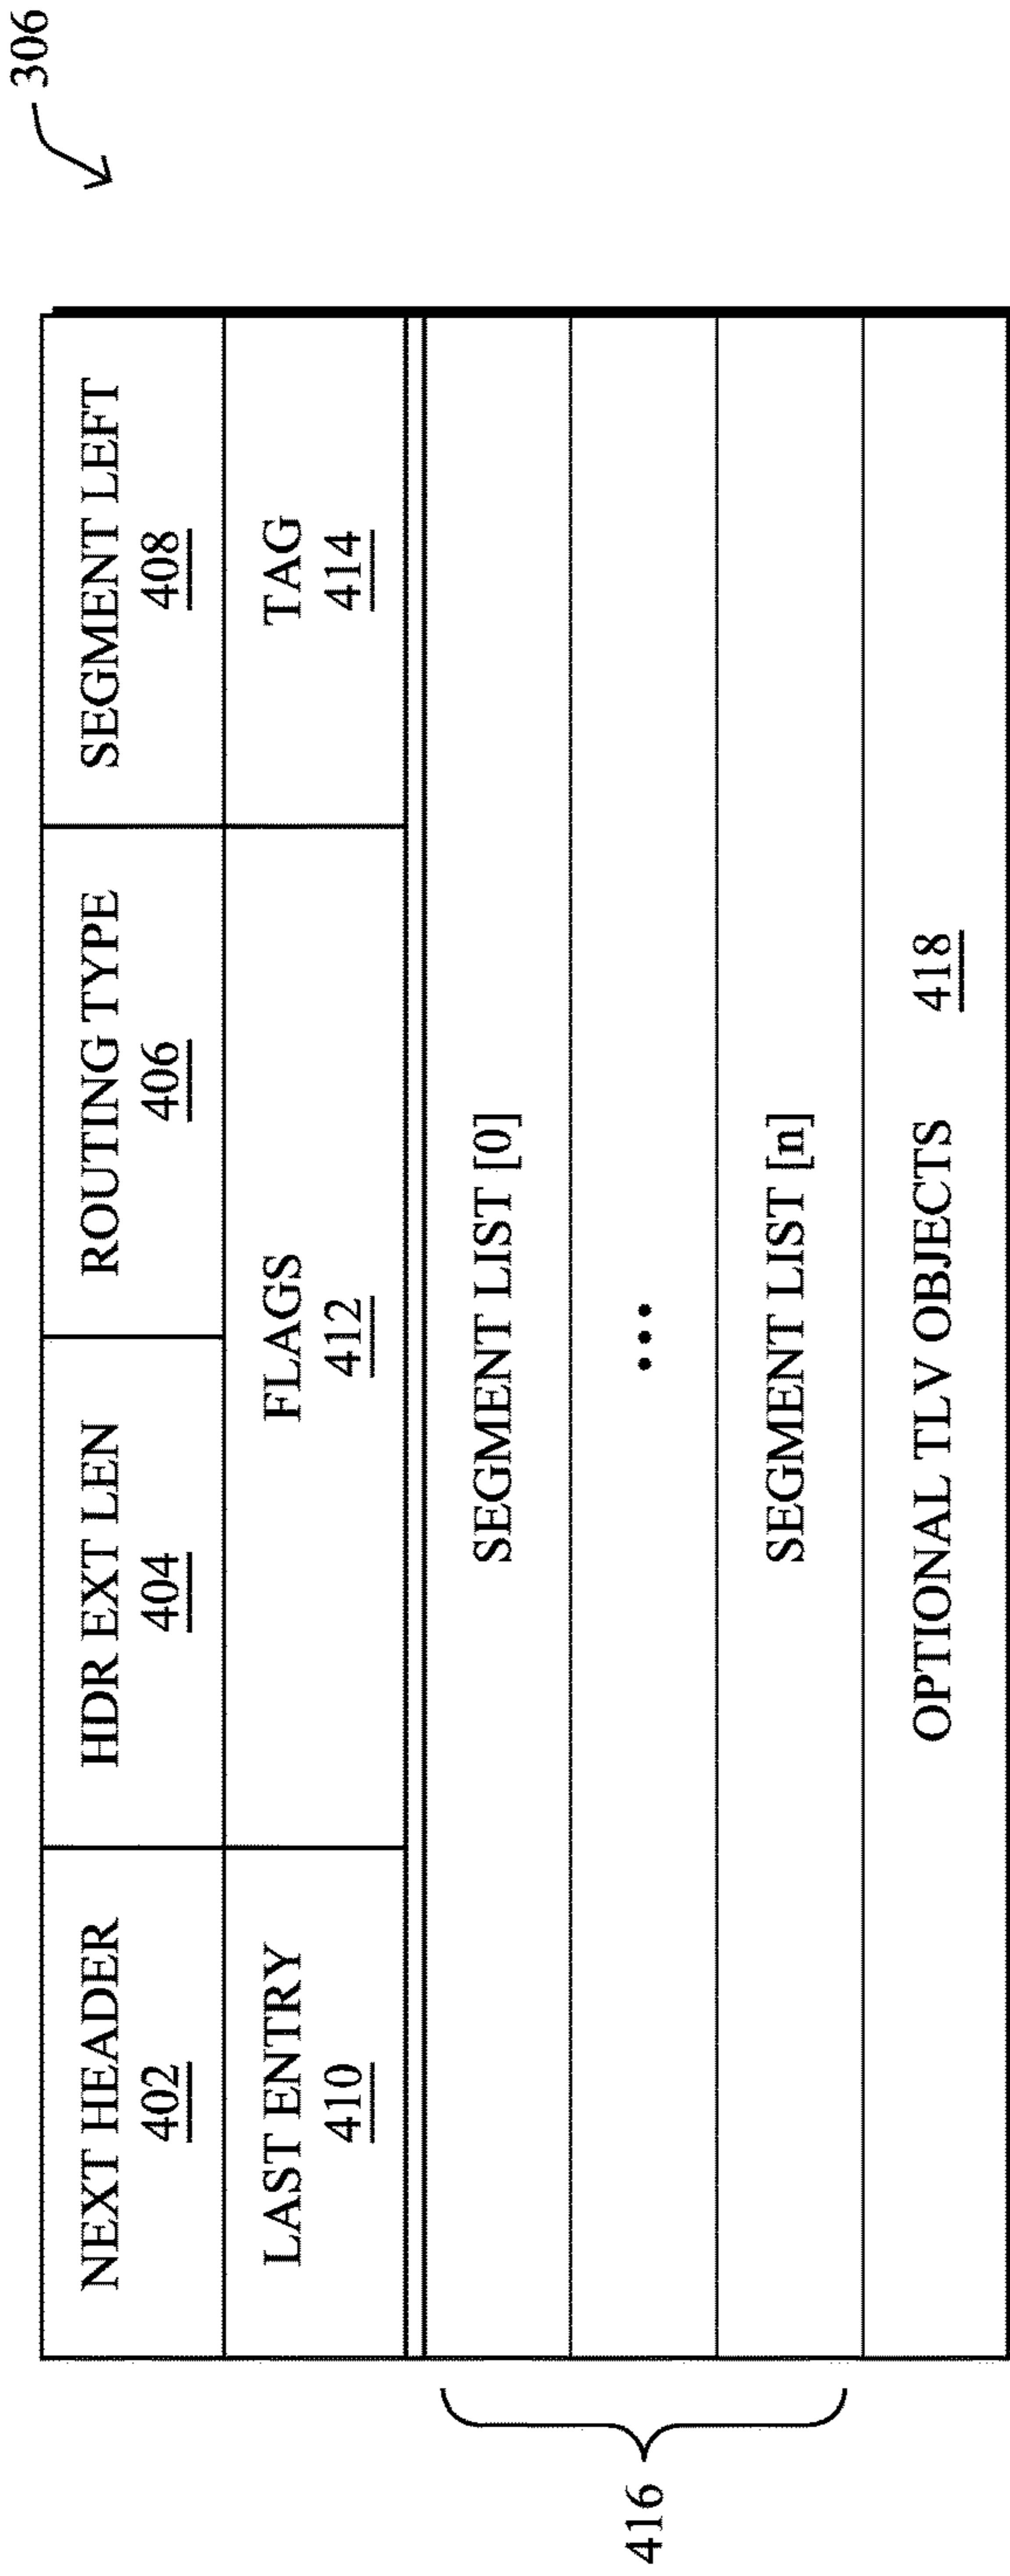 306
NEXT HEADER
402
HDR EXT LEN
404
ROUTING TYPE
406
SEGMENT LEFT
408
LAST ENTRY
410
FLAGS
412
TAG
414
416
SEGMENT LIST [0]
•••
SEGMENT LIST [n]
OPTIONAL TLV OBJECTS 418